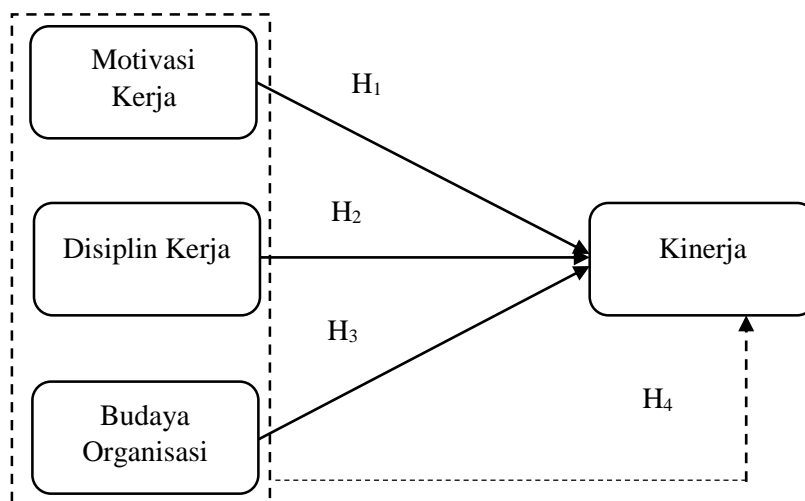 Motivasi
Kerja
H₁
H₂
Disiplin Kerja
Kinerja
H₃
Budaya
Organisasi
H₄